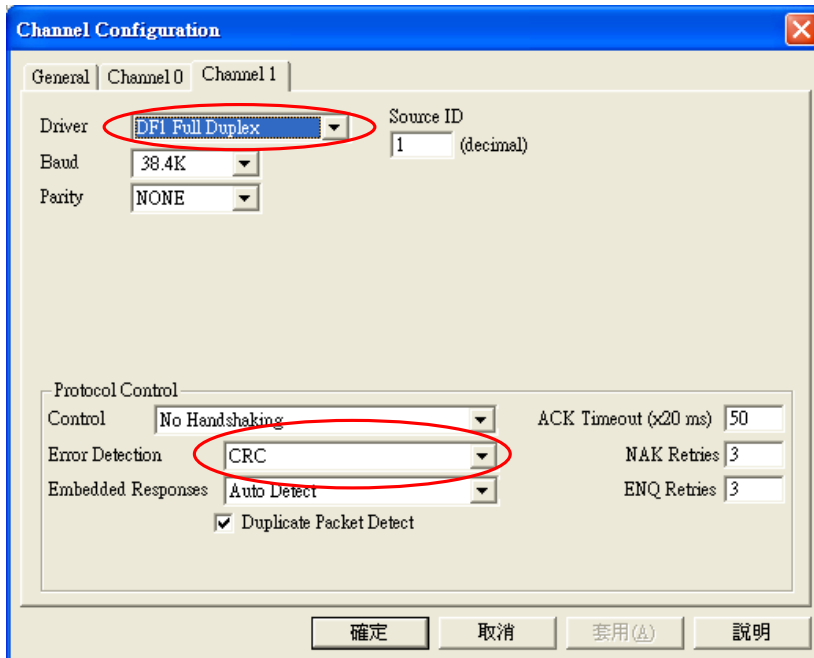 Channel Configuration
General Channel 0 Channel 1
Driver DF1 Full Duplex Source ID
1 (decimal)
Baud 38.4K
Parity NONE
Protocol Control
Control No Handshaking ACK Timeout (x20 ms) 50
Error Detection CRC NAK Retries 3
Embedded Responses Auto Detect ENQ Retries 3
Duplicate Packet Detect
確定 取消 套用(A) 說明